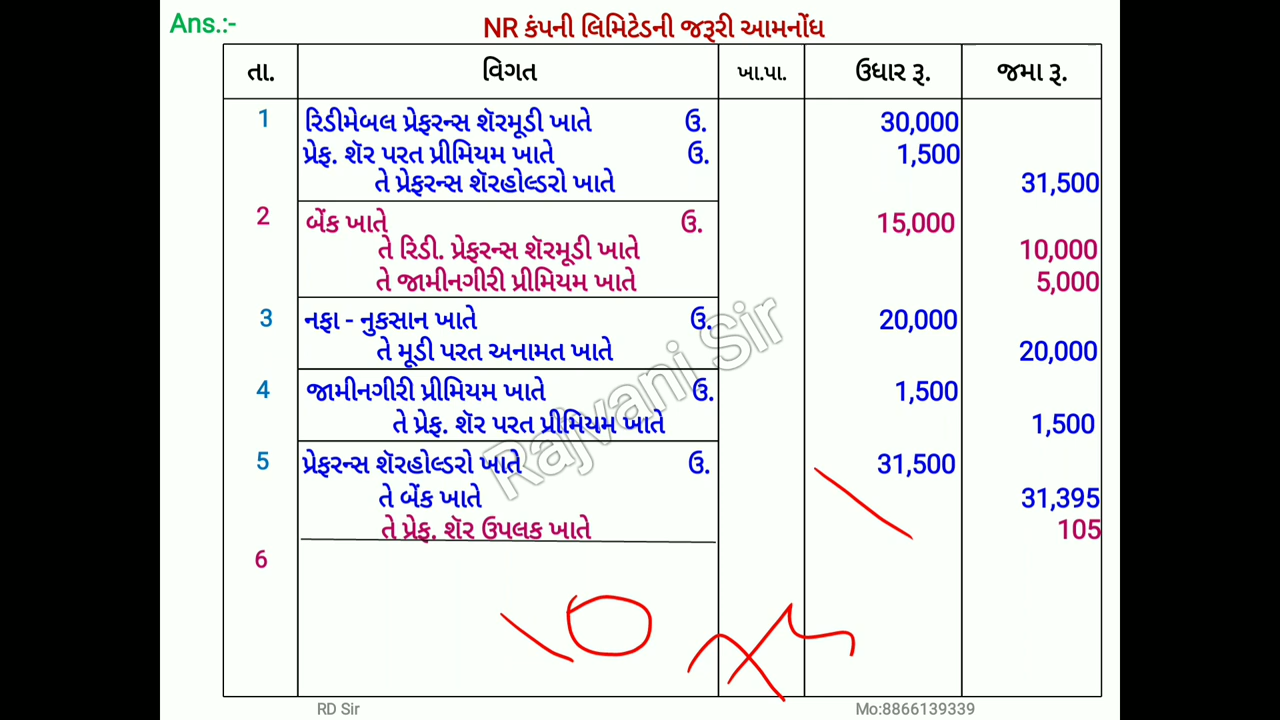 Ans.:-
NR કંપની લિમિટેડની જરૂરી આમનોંધ
તા. વિગત ખા.પા. ઉધાર રૂ. જમા રૂ.
1 રિડીમેબલ પ્રેફરન્સ શૅરમૂડી ખાતે ઉ. 30,000
પ્રેફ. શૅર પરત પ્રીમિયમ ખાતે ઉ. 1,500
તે પ્રેફરન્સ શૅરહોલ્ડરો ખાતે 31,500
2 બેંક ખાતે ઉ. 15,000
તે રિડી. પ્રેફરન્સ શૅરમૂડી ખાતે 10,000
તે જામીનગીરી પ્રીમિયમ ખાતે 5,000
3 નફા - નુકસાન ખાતે ઉ. 20,000
તે મૂડી પરત અનામત ખાતે 20,000
4 જામીનગીરી પ્રીમિયમ ખાતે ઉ. 1,500
તે પ્રેફ. શૅર પરત પ્રીમિયમ ખાતે 1,500
5 પ્રેફરન્સ શૅરહોલ્ડરો ખાતે ઉ. 31,500
તે બેંક ખાતે 31,395
તે પ્રેફ. શૅર ઉપલક ખાતે 105
6
Rajvani Sir
RD Sir Mo:8866139339